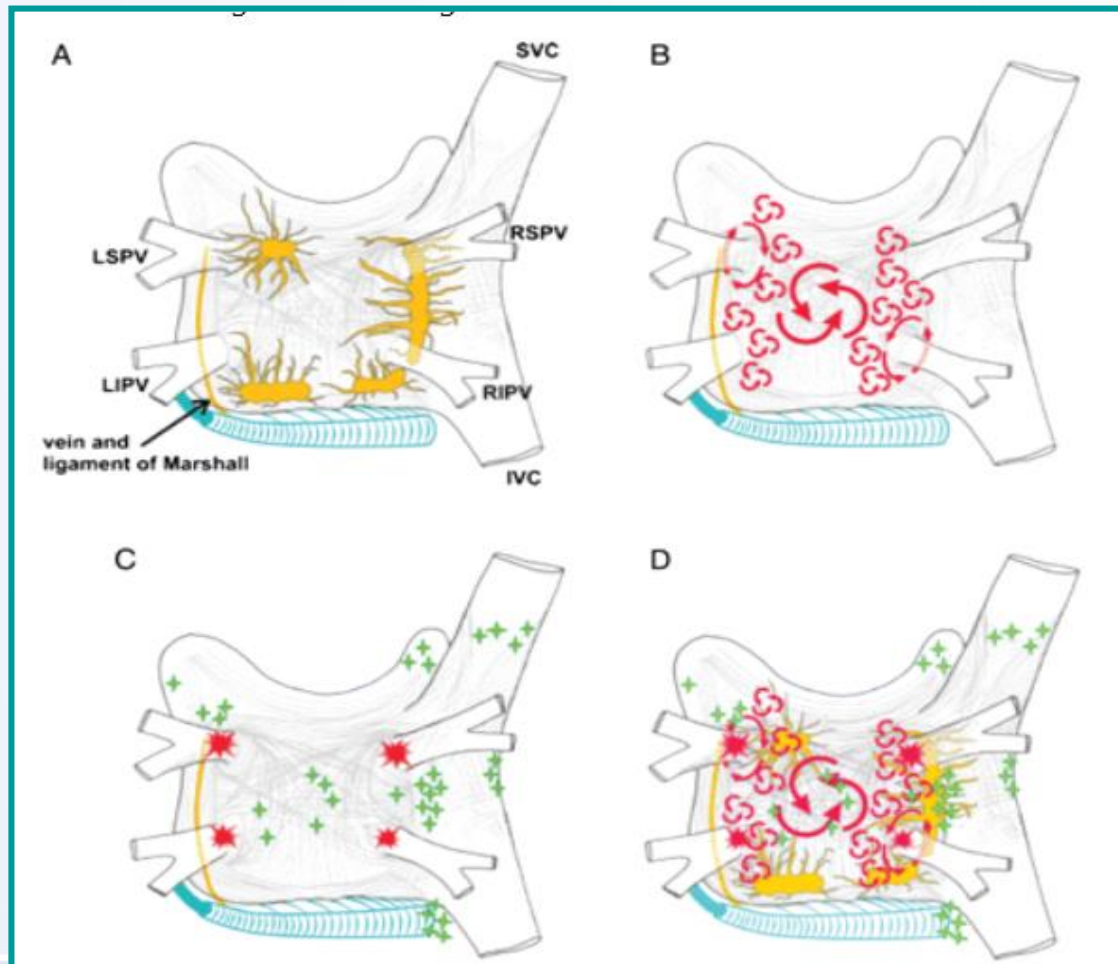 A
SVC
B
LSPV
RSPV
LIPV
RIPV
vein and
ligament of Marshall
IVC
C
D